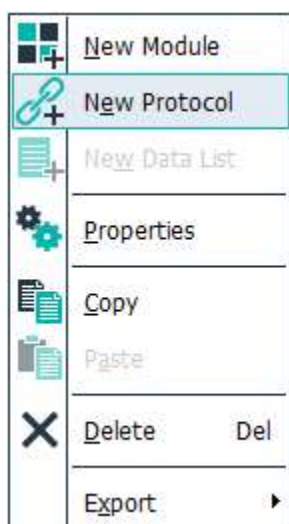 New Module
New Protocol
New Data List
Properties
Copy
Paste
Delete Del
Export